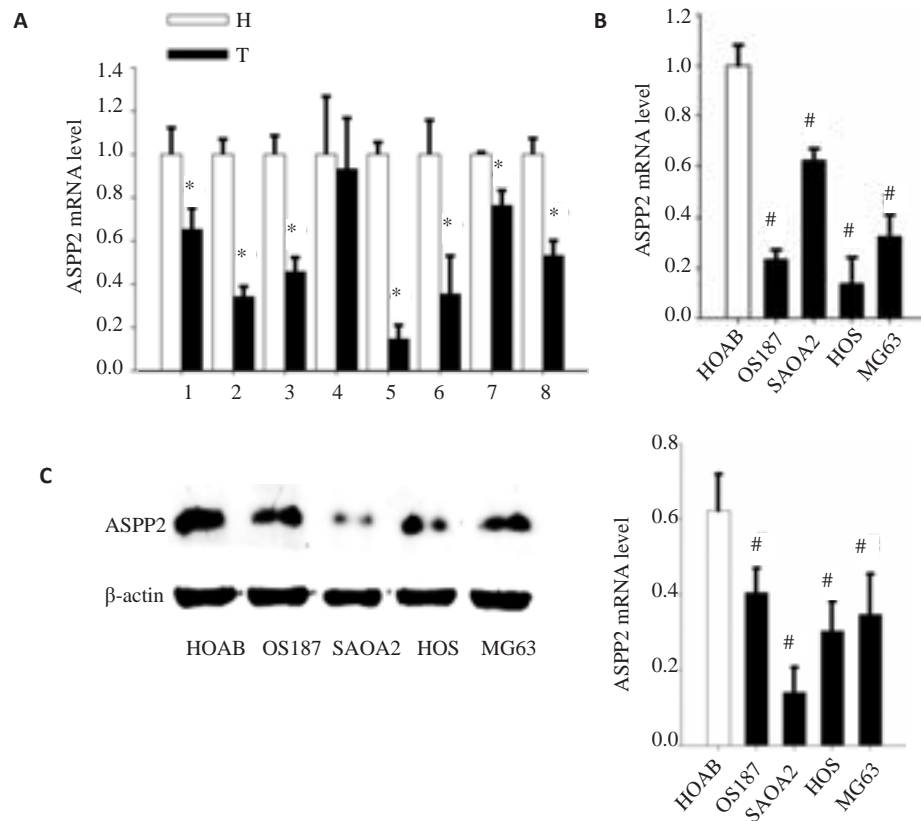 A
H
T
ASPP2 mRNA level
1.4
1.2
1.0
0.8
0.6
0.4
0.2
0.0
*
*
*
*
*
*
*
1 2 3 4 5 6 7 8
B
ASPP2 mRNA level
1.2
1.0
0.8
0.6
0.4
0.2
0.0
#
#
#
#
HOAB OS187 SAOA2 HOS MG63
C
ASPP2
β-actin
HOAB OS187 SAOA2 HOS MG63
ASPP2 mRNA level
0.8
0.6
0.4
0.2
0.0
#
#
#
#
HOAB OS187 SAOA2 HOS MG63